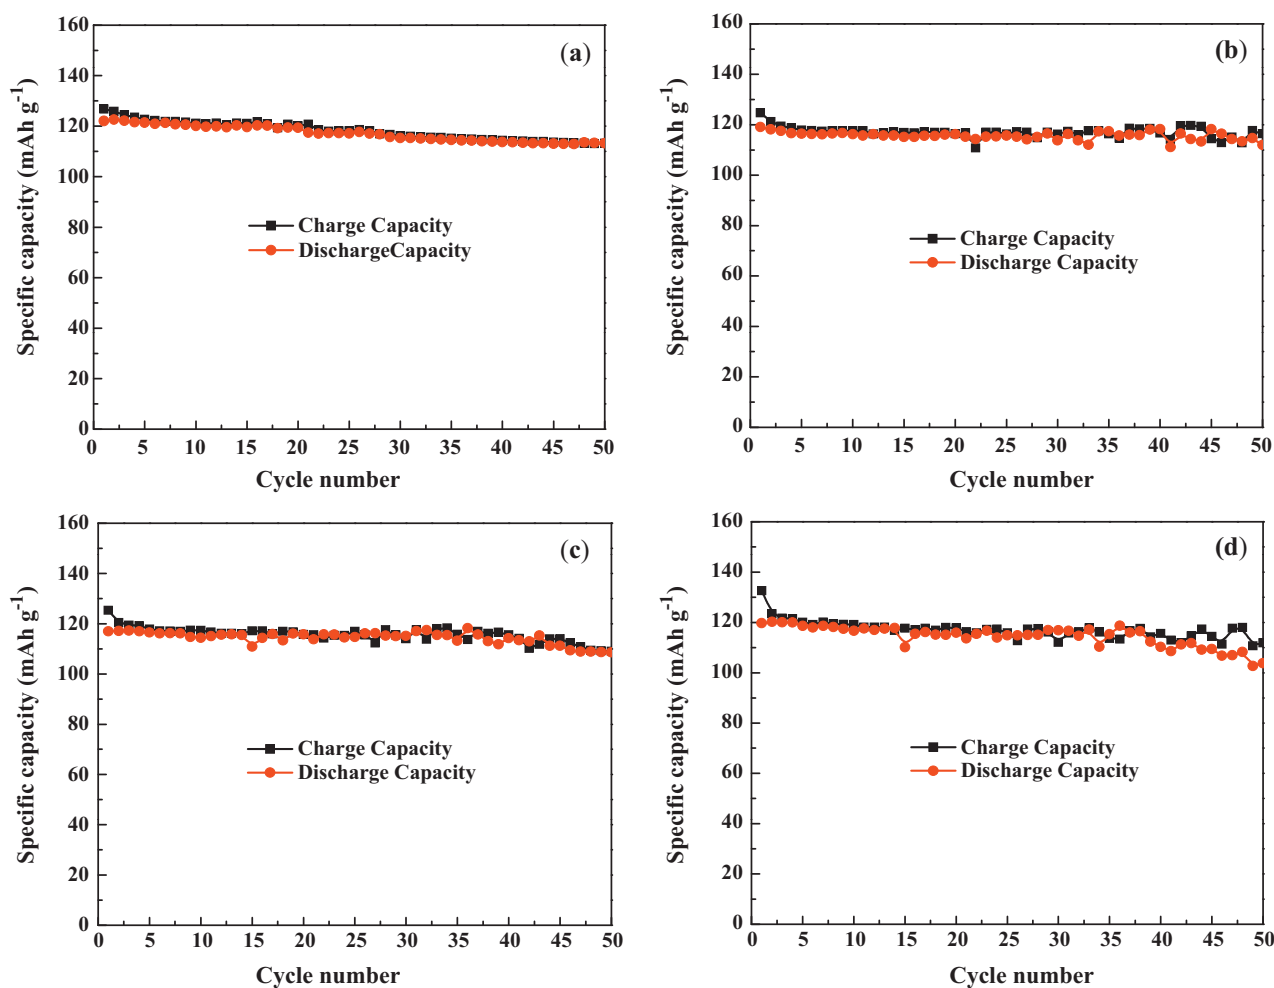 (a)
160
140
120
100
80
60
40
20
0
Specific capacity (mAh g-1)
Charge Capacity
DischargeCapacity
0 5 10 15 20 25 30 35 40 45 50
Cycle number
(b)
160
140
120
100
80
60
40
20
0
Specific capacity (mAh g-1)
Charge Capacity
Discharge Capacity
0 5 10 15 20 25 30 35 40 45 50
Cycle number
(c)
160
140
120
100
80
60
40
20
0
Specific capacity (mAh g-1)
Charge Capacity
Discharge Capacity
0 5 10 15 20 25 30 35 40 45 50
Cycle number
(d)
160
140
120
100
80
60
40
20
0
Specific capacity (mAh g-1)
Charge Capacity
Discharge Capacity
0 5 10 15 20 25 30 35 40 45 50
Cycle number